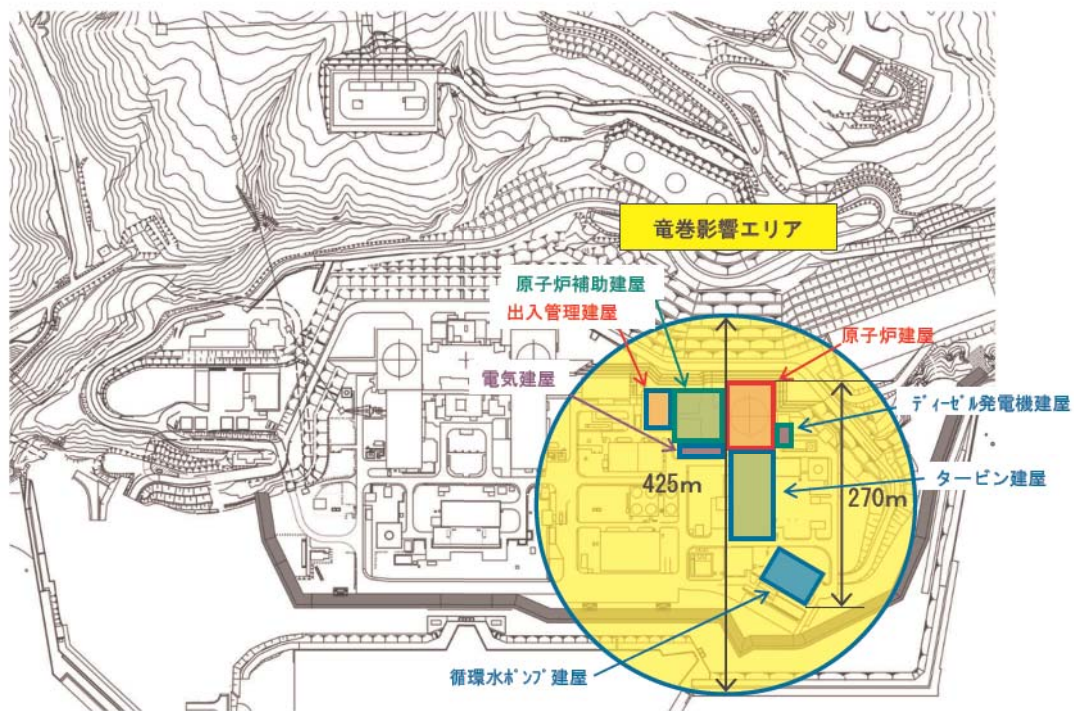 竜巻影響エリア
原子炉補助建屋
出入管理建屋
原子炉建屋
電気建屋
ディーゼル発電機建屋
タービン建屋
425m
270m
循環水ポンプ建屋